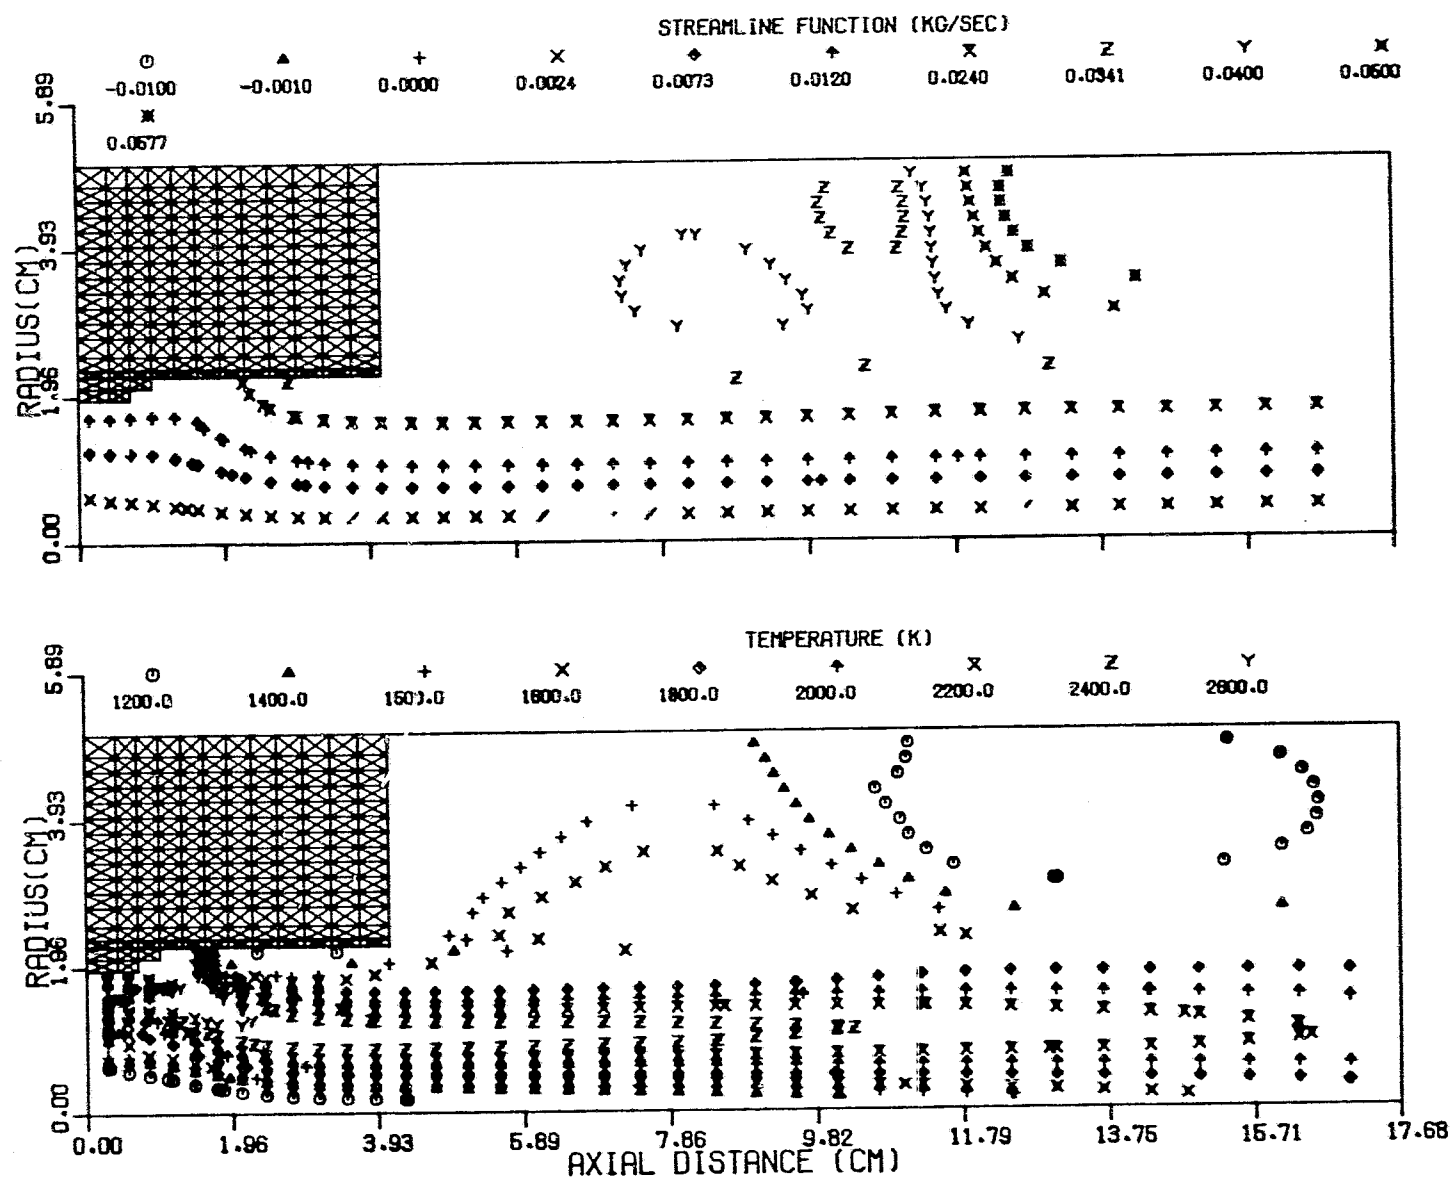 STREAMLINE FUNCTION (KG/SEC)
-0.0100 -0.0010 0.0000 0.0024 0.0073 0.0120 0.0240 0.0341 0.0400 0.0500
0.0577
5.89
3.93
1.96
0.00
RADIUS(CM)
TEMPERATURE (K)
1200.0 1400.0 1500.0 1600.0 1800.0 2000.0 2200.0 2400.0 2600.0
5.89
3.93
1.96
0.00
RADIUS(CM)
0.00 1.96 3.93 5.89 7.86 9.82 11.79 13.75 15.71 17.68
AXIAL DISTANCE (CM)